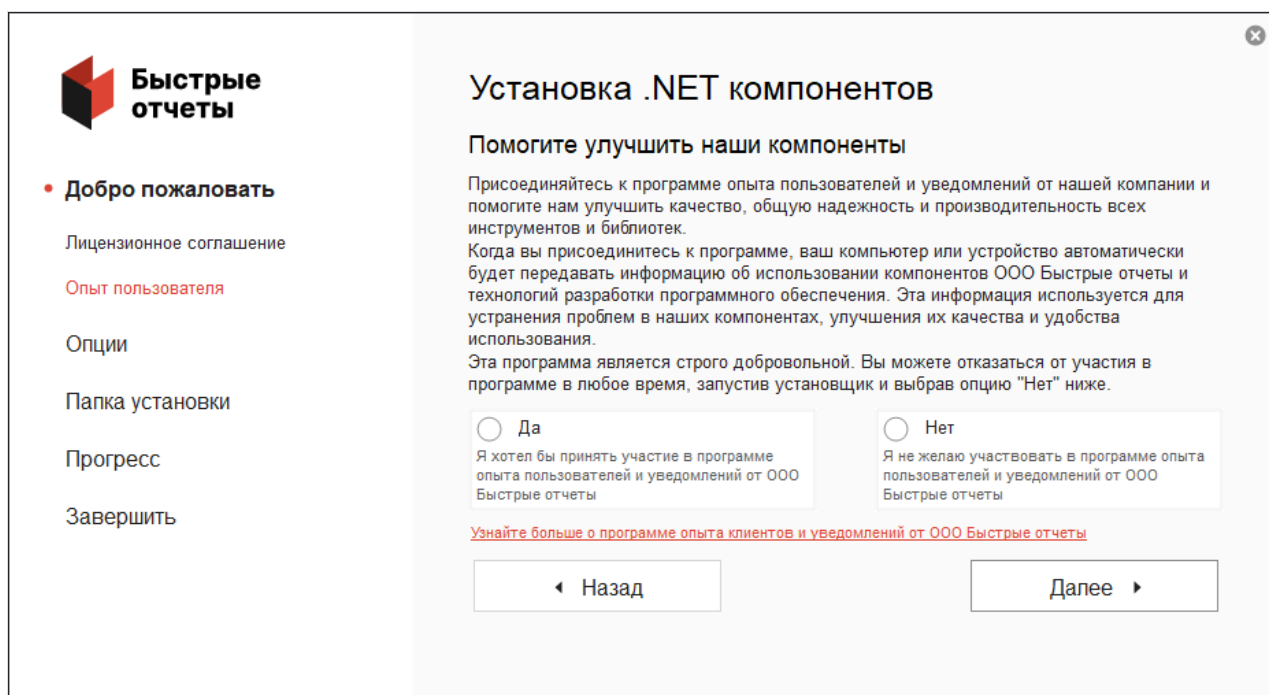 Быстрые
отчеты
Добро пожаловать
Лицензионное соглашение
Опыт пользователя
Опции
Папка установки
Прогресс
Завершить
Установка .NET компонентов
Помогите улучшить наши компоненты
Присоединяйтесь к программе опыта пользователей и уведомлений от нашей компании и
помогите нам улучшить качество, общую надежность и производительность всех
инструментов и библиотек.
Когда вы присоединитесь к программе, ваш компьютер или устройство автоматически
будет передавать информацию об использовании компонентов ООО Быстрые отчеты и
технологий разработки программного обеспечения. Эта информация используется для
устранения проблем в наших компонентах, улучшения их качества и удобства
использования.
Эта программа является строго добровольной. Вы можете отказаться от участия в
программе в любое время, запустив установщик и выбрав опцию "Нет" ниже.
Да
Я хотел бы принять участие в программе
опыта пользователей и уведомлений от ООО
Быстрые отчеты
Нет
Я не желаю участвовать в программе опыта
пользователей и уведомлений от ООО
Быстрые отчеты
Узнайте больше о программе опыта клиентов и уведомлений от ООО Быстрые отчеты
Назад
Далее